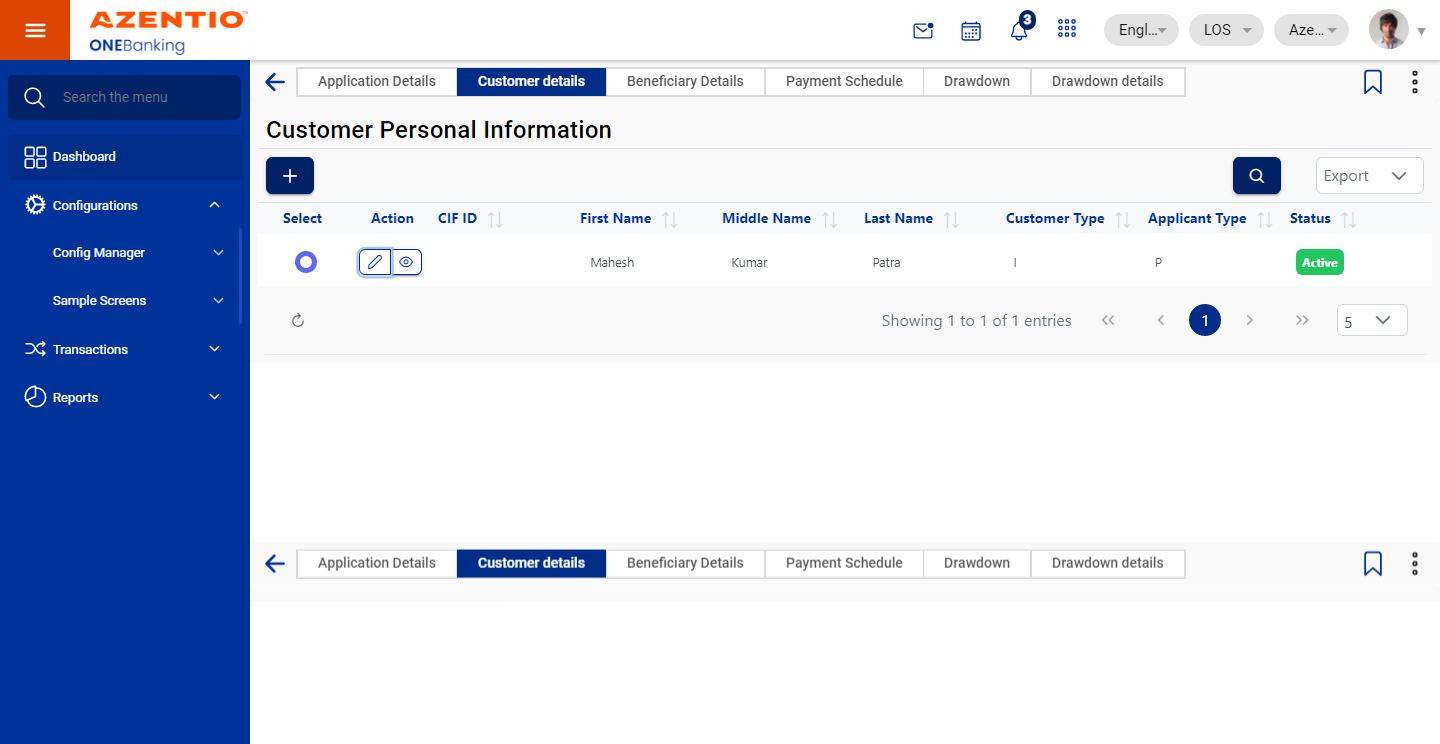 AZENTIO™
ONEBanking
3
Engl...
LOS
Aze...
Search the menu
Dashboard
Configurations
Config Manager
Sample Screens
Transactions
Reports
Application Details
Customer details
Beneficiary Details
Payment Schedule
Drawdown
Drawdown details
Customer Personal Information
+
Export
Select
Action
CIF ID
First Name
Middle Name
Last Name
Customer Type
Applicant Type
Status
Mahesh
Kumar
Patra
I
P
Active
Showing 1 to 1 of 1 entries
1
5
Application Details
Customer details
Beneficiary Details
Payment Schedule
Drawdown
Drawdown details